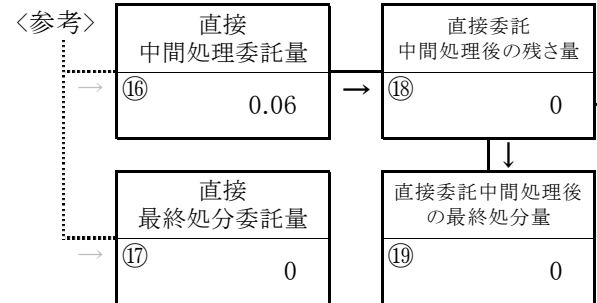 〈参考〉
直接
中間処理委託量
→
⑯
0.06
→
直接委託
中間処理後の残さ量
⑱
0
↓
直接
最終処分委託量
→
⑰
0
直接委託中間処理後
の最終処分量
⑲
0